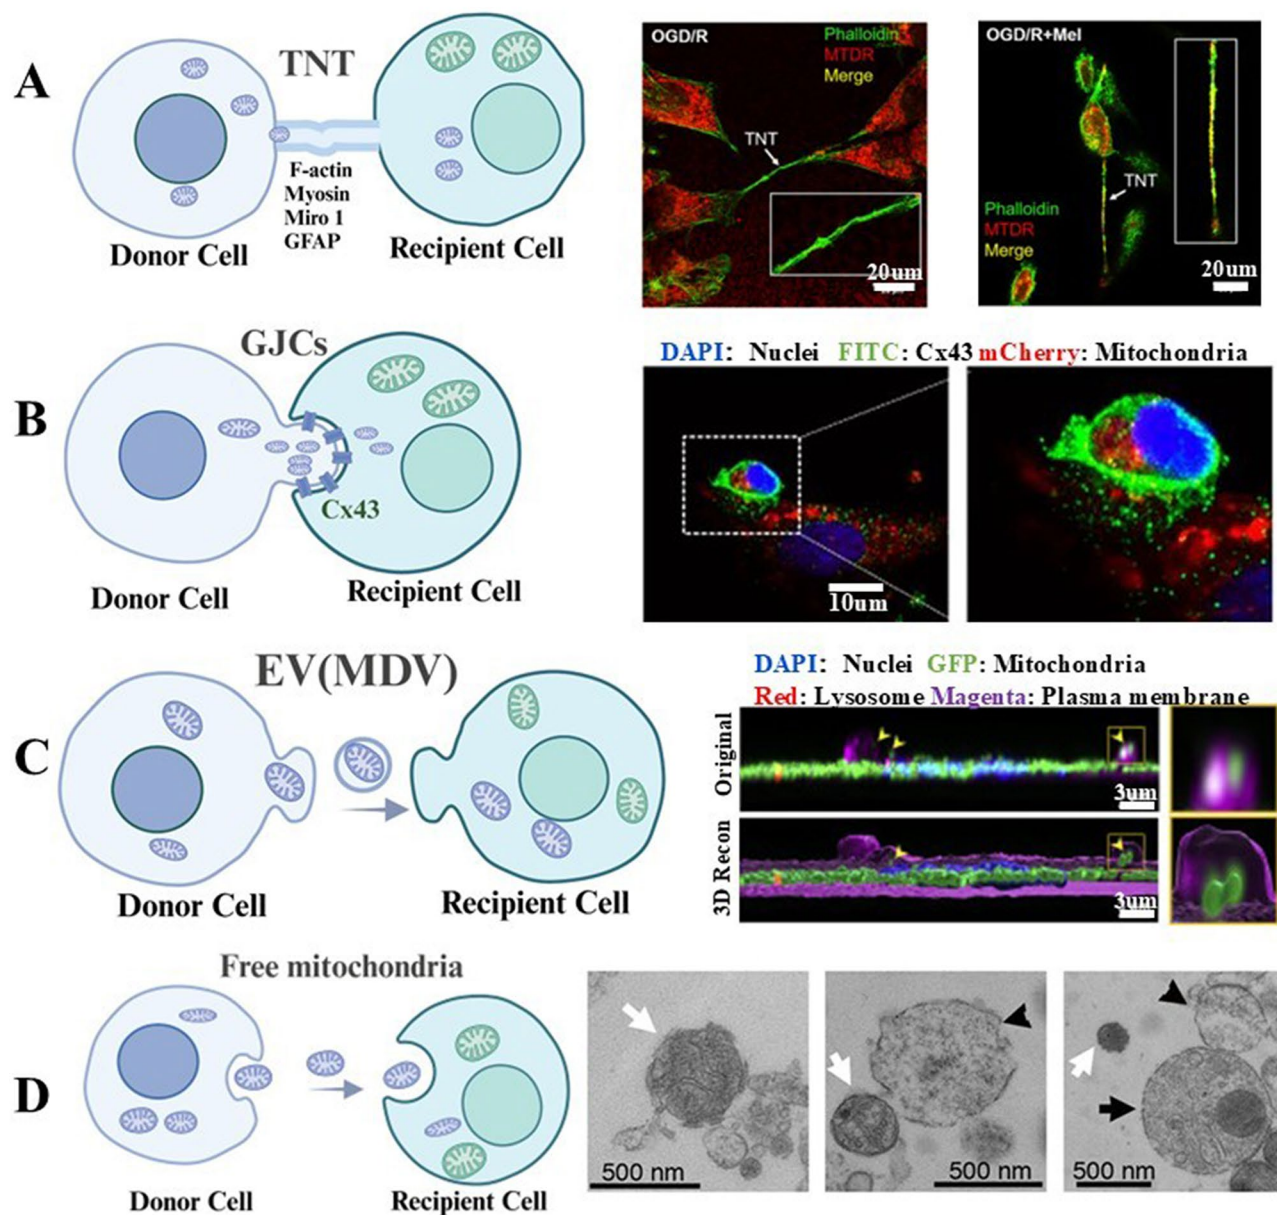 A
TNT
F-actin
Myosin
Miro 1
GFAP
Donor Cell
Recipient Cell
OGD/R
Phalloidin
MTDR
Merge
TNT
20um
OGD/R+Mel
TNT
Phalloidin
MTDR
Merge
20um
B
GJCs
Cx43
Donor Cell
Recipient Cell
DAPI: Nuclei FITC: Cx43 mCherry: Mitochondria
10um
C
EV(MDV)
Donor Cell
Recipient Cell
DAPI: Nuclei GFP: Mitochondria
Red: Lysosome Magenta: Plasma membrane
Original
3um
3D Recon
3um
D
Free mitochondria
Donor Cell
Recipient Cell
500 nm
500 nm
500 nm